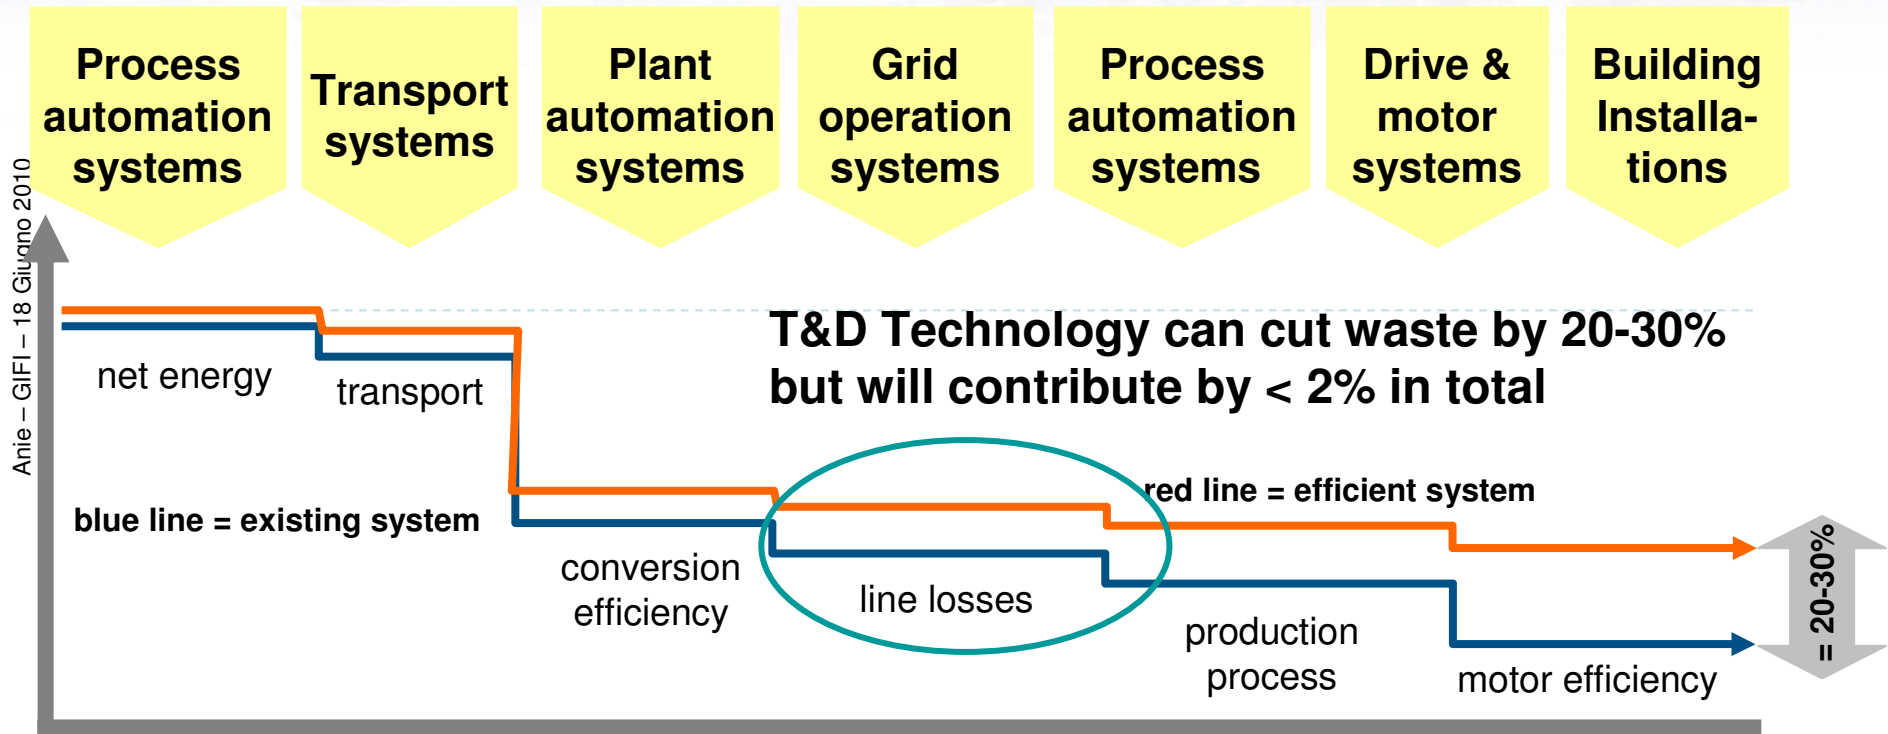 Process
automation
systems
Transport
systems
Plant
automation
systems
Grid
operation
systems
Process
automation
systems
Drive &
motor
systems
Building
Installa-
tions
Anie – GIFI – 18 Giugno 2010
T&D Technology can cut waste by 20-30%
but will contribute by < 2% in total
net energy
transport
blue line = existing system
red line = efficient system
conversion
efficiency
line losses
production
process
motor efficiency
= 20-30%